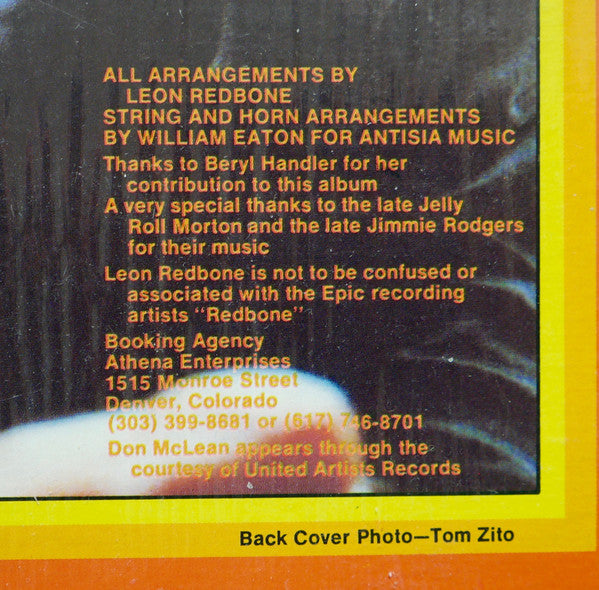 ALL ARRANGEMENTS BY
LEON REDBONE
STRING AND HORN ARRANGEMENTS
BY WILLIAM EATON FOR ANTISIA MUSIC
Thanks to Beryl Handler for her
contribution to this album
A very special thanks to the late Jelly
Roll Morton and the late Jimmie Rodgers
for their music
Leon Redbone is not to be confused or
associated with the Epic recording
artists "Redbone"
Booking Agency
Athena Enterprises
1515 Monroe Street
Denver, Colorado
(303) 399-8681 or (617) 746-8701
Don McLean appears through the
courtesy of United Artists Records
Back Cover Photo—Tom Zito